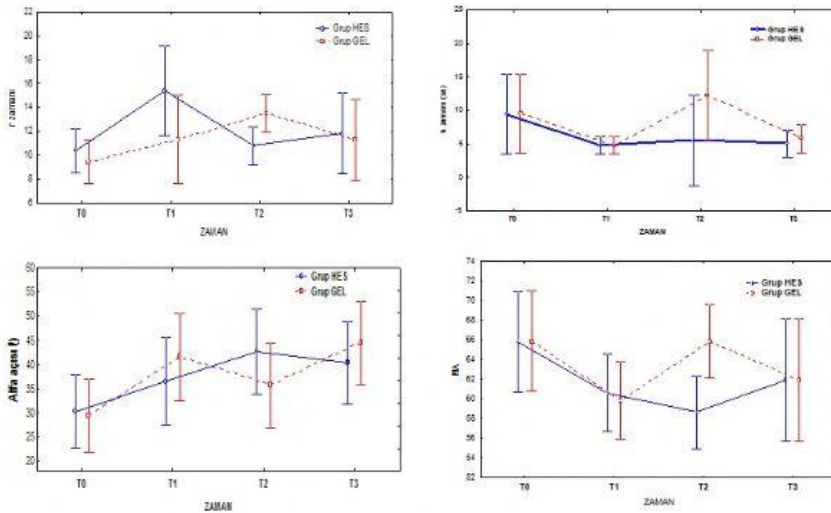 Grup HES
Grup GEL
r zamanı
22
20
18
16
14
12
10
8
6
T0 T1 T2 T3
ZAMAN
Grup HES
Grup GEL
k zamanı (sn)
25
20
15
10
5
0
-5
T0 T1 T2 T3
ZAMAN
Grup HES
Grup GEL
Alfa açısı
60
55
50
45
40
35
30
25
20
T0 T1 T2 T3
ZAMAN
Grup HES
Grup GEL
MA
74
72
70
68
66
64
62
60
58
56
54
52
T0 T1 T2 T3
ZAMAN